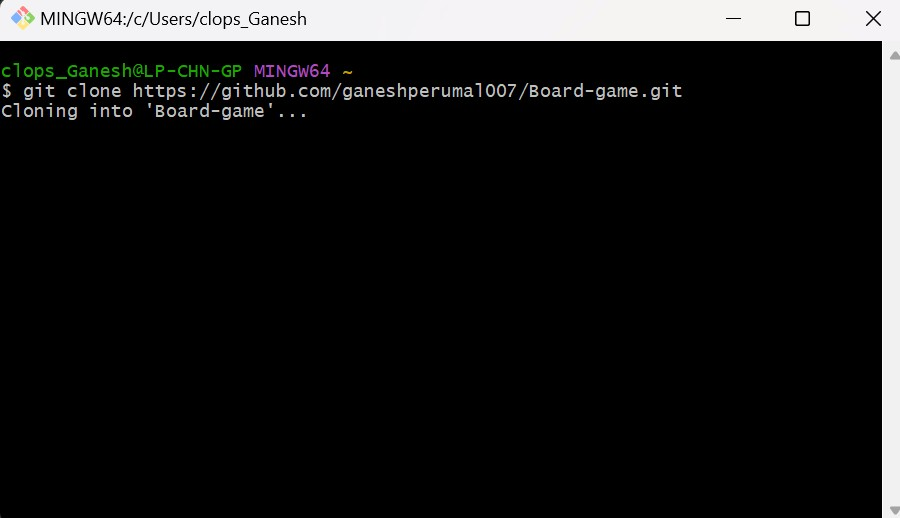 MINGW64:/c/Users/clops_Ganesh
clops_Ganesh@LP-CHN-GP MINGW64 ~
$ git clone https://github.com/ganeshperumal007/Board-game.git
Cloning into 'Board-game'...